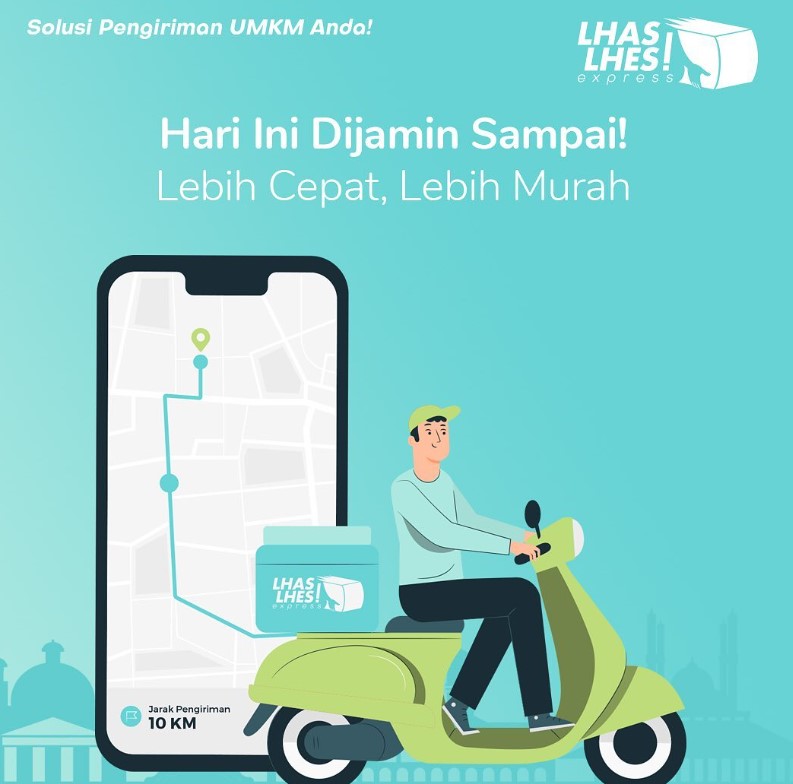 Solusi Pengiriman UMKM Anda!
LHAS
LHES!
express
Hari Ini Dijamin Sampai!
Lebih Cepat, Lebih Murah
LHAS
LHES!
express
Jarak Pengiriman
10 KM